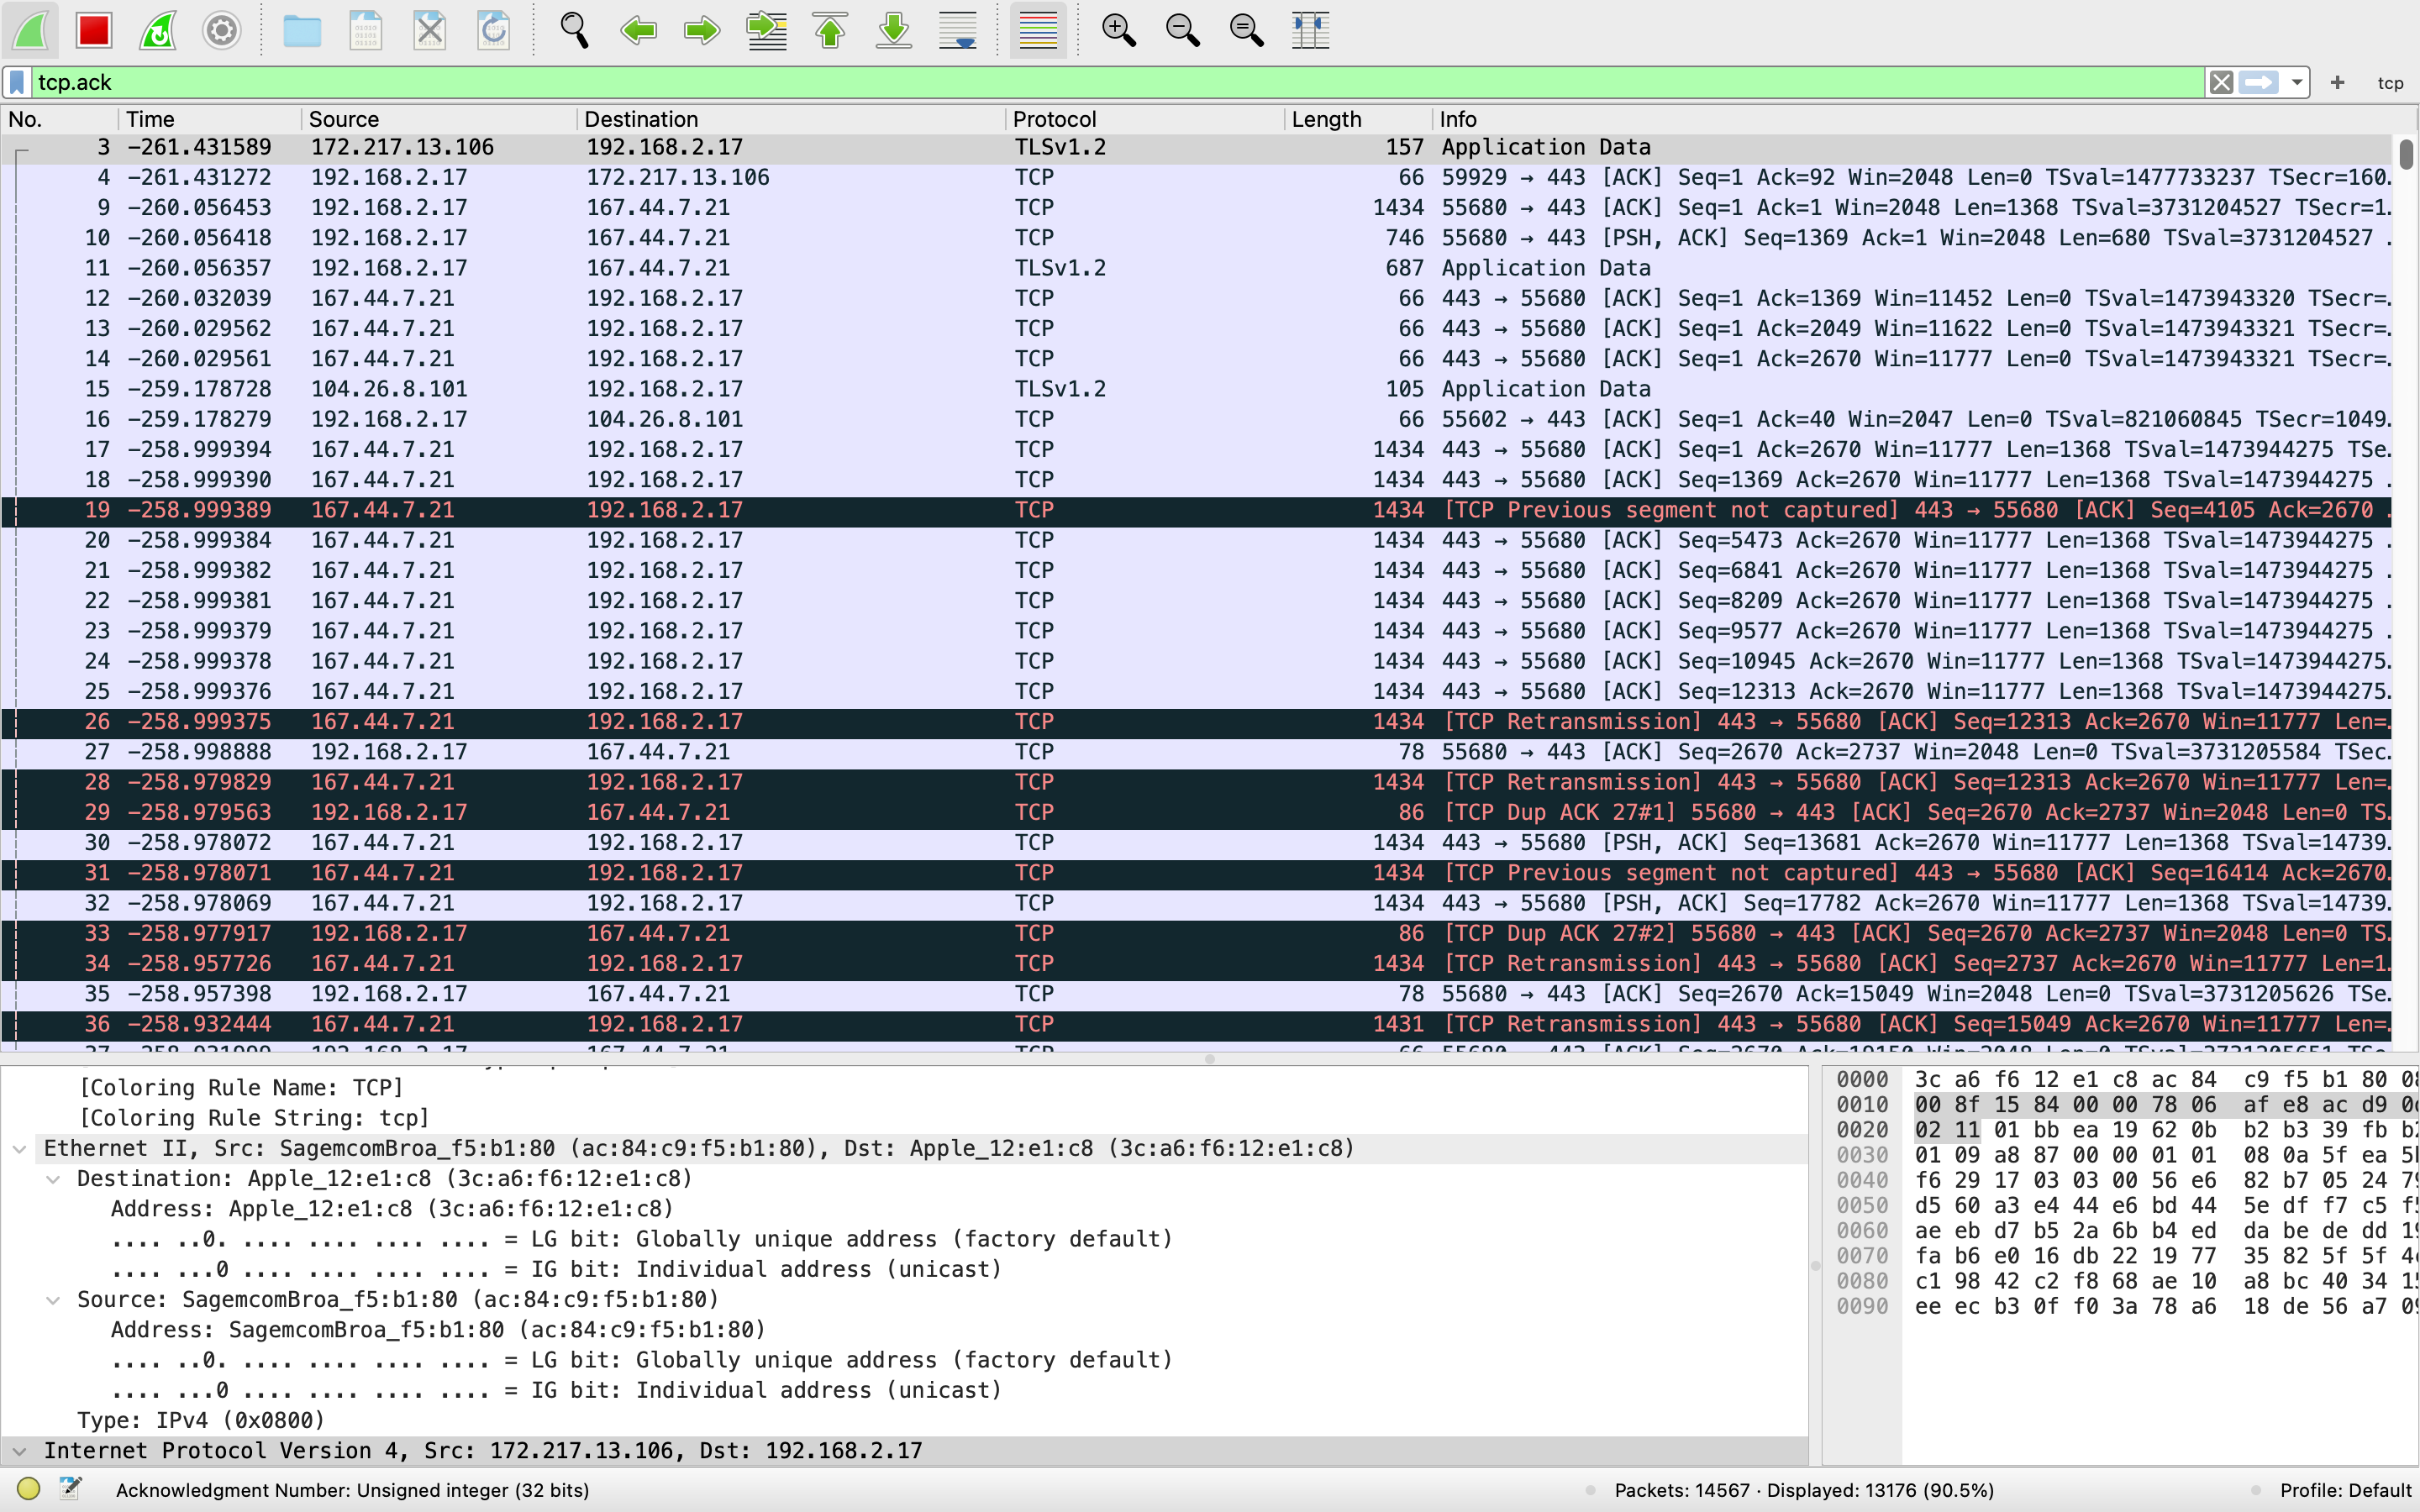 tcp.ack
+ tcp
No. Time Source Destination Protocol Length Info
3 -261.431589 172.217.13.106 192.168.2.17 TLSv1.2 157 Application Data
4 -261.431272 192.168.2.17 172.217.13.106 TCP 66 59929 → 443 [ACK] Seq=1 Ack=92 Win=2048 Len=0 TSval=1477733237 TSecr=160.
9 -260.056453 192.168.2.17 167.44.7.21 TCP 1434 55680 → 443 [ACK] Seq=1 Ack=1 Win=2048 Len=1368 TSval=3731204527 TSecr=1.
10 -260.056418 192.168.2.17 167.44.7.21 TCP 746 55680 → 443 [PSH, ACK] Seq=1369 Ack=1 Win=2048 Len=680 TSval=3731204527 .
11 -260.056357 192.168.2.17 167.44.7.21 TLSv1.2 687 Application Data
12 -260.032039 167.44.7.21 192.168.2.17 TCP 66 443 → 55680 [ACK] Seq=1 Ack=1369 Win=11452 Len=0 TSval=1473943320 TSecr=.
13 -260.029562 167.44.7.21 192.168.2.17 TCP 66 443 → 55680 [ACK] Seq=1 Ack=2049 Win=11622 Len=0 TSval=1473943321 TSecr=.
14 -260.029561 167.44.7.21 192.168.2.17 TCP 66 443 → 55680 [ACK] Seq=1 Ack=2670 Win=11777 Len=0 TSval=1473943321 TSecr=.
15 -259.178728 104.26.8.101 192.168.2.17 TLSv1.2 105 Application Data
16 -259.178279 192.168.2.17 104.26.8.101 TCP 66 55602 → 443 [ACK] Seq=1 Ack=40 Win=2047 Len=0 TSval=821060845 TSecr=1049.
17 -258.999394 167.44.7.21 192.168.2.17 TCP 1434 443 → 55680 [ACK] Seq=1 Ack=2670 Win=11777 Len=1368 TSval=1473944275 TSe.
18 -258.999390 167.44.7.21 192.168.2.17 TCP 1434 443 → 55680 [ACK] Seq=1369 Ack=2670 Win=11777 Len=1368 TSval=1473944275 .
19 -258.999389 167.44.7.21 192.168.2.17 TCP 1434 [TCP Previous segment not captured] 443 → 55680 [ACK] Seq=4105 Ack=2670 .
20 -258.999384 167.44.7.21 192.168.2.17 TCP 1434 443 → 55680 [ACK] Seq=5473 Ack=2670 Win=11777 Len=1368 TSval=1473944275 .
21 -258.999382 167.44.7.21 192.168.2.17 TCP 1434 443 → 55680 [ACK] Seq=6841 Ack=2670 Win=11777 Len=1368 TSval=1473944275 .
22 -258.999381 167.44.7.21 192.168.2.17 TCP 1434 443 → 55680 [ACK] Seq=8209 Ack=2670 Win=11777 Len=1368 TSval=1473944275 .
23 -258.999379 167.44.7.21 192.168.2.17 TCP 1434 443 → 55680 [ACK] Seq=9577 Ack=2670 Win=11777 Len=1368 TSval=1473944275 .
24 -258.999378 167.44.7.21 192.168.2.17 TCP 1434 443 → 55680 [ACK] Seq=10945 Ack=2670 Win=11777 Len=1368 TSval=1473944275.
25 -258.999376 167.44.7.21 192.168.2.17 TCP 1434 443 → 55680 [ACK] Seq=12313 Ack=2670 Win=11777 Len=1368 TSval=1473944275.
26 -258.999375 167.44.7.21 192.168.2.17 TCP 1434 [TCP Retransmission] 443 → 55680 [ACK] Seq=12313 Ack=2670 Win=11777 Len=.
27 -258.998888 192.168.2.17 167.44.7.21 TCP 78 55680 → 443 [ACK] Seq=2670 Ack=2737 Win=2048 Len=0 TSval=3731205584 TSec.
28 -258.979829 167.44.7.21 192.168.2.17 TCP 1434 [TCP Retransmission] 443 → 55680 [ACK] Seq=12313 Ack=2670 Win=11777 Len=.
29 -258.979563 192.168.2.17 167.44.7.21 TCP 86 [TCP Dup ACK 27#1] 55680 → 443 [ACK] Seq=2670 Ack=2737 Win=2048 Len=0 TS.
30 -258.978072 167.44.7.21 192.168.2.17 TCP 1434 443 → 55680 [PSH, ACK] Seq=13681 Ack=2670 Win=11777 Len=1368 TSval=14739.
31 -258.978071 167.44.7.21 192.168.2.17 TCP 1434 [TCP Previous segment not captured] 443 → 55680 [ACK] Seq=16414 Ack=2670.
32 -258.978069 167.44.7.21 192.168.2.17 TCP 1434 443 → 55680 [PSH, ACK] Seq=17782 Ack=2670 Win=11777 Len=1368 TSval=14739.
33 -258.977917 192.168.2.17 167.44.7.21 TCP 86 [TCP Dup ACK 27#2] 55680 → 443 [ACK] Seq=2670 Ack=2737 Win=2048 Len=0 TS.
34 -258.957726 167.44.7.21 192.168.2.17 TCP 1434 [TCP Retransmission] 443 → 55680 [ACK] Seq=2737 Ack=2670 Win=11777 Len=1.
35 -258.957398 192.168.2.17 167.44.7.21 TCP 78 55680 → 443 [ACK] Seq=2670 Ack=15049 Win=2048 Len=0 TSval=3731205626 TSe.
36 -258.932444 167.44.7.21 192.168.2.17 TCP 1431 [TCP Retransmission] 443 → 55680 [ACK] Seq=15049 Ack=2670 Win=11777 Len=.
[Coloring Rule Name: TCP]
[Coloring Rule String: tcp]
Ethernet II, Src: SagemcomBroa_f5:b1:80 (ac:84:c9:f5:b1:80), Dst: Apple_12:e1:c8 (3c:a6:f6:12:e1:c8)
Destination: Apple_12:e1:c8 (3c:a6:f6:12:e1:c8)
Address: Apple_12:e1:c8 (3c:a6:f6:12:e1:c8)
.... ..0. .... .... .... .... = LG bit: Globally unique address (factory default)
.... ...0 .... .... .... .... = IG bit: Individual address (unicast)
Source: SagemcomBroa_f5:b1:80 (ac:84:c9:f5:b1:80)
Address: SagemcomBroa_f5:b1:80 (ac:84:c9:f5:b1:80)
.... ..0. .... .... .... .... = LG bit: Globally unique address (factory default)
.... ...0 .... .... .... .... = IG bit: Individual address (unicast)
Type: IPv4 (0x0800)
Internet Protocol Version 4, Src: 172.217.13.106, Dst: 192.168.2.17
0000 3c a6 f6 12 e1 c8 ac 84 c9 f5 b1 80
0010 00 8f 15 84 00 00 78 06 af e8 ac d9
0020 02 11 01 bb ea 19 62 0b b2 b3 39 fb
0030 01 09 a8 87 00 00 01 01 08 0a 5f ea
0040 f6 29 17 03 03 00 56 e6 82 b7 05 24
0050 d5 60 a3 e4 44 e6 bd 44 5e df f7 c5
0060 ae eb d7 b5 2a 6b b4 ed da be de dd
0070 fa b6 e0 16 db 22 19 77 35 82 5f 5f
0080 c1 98 42 c2 f8 68 ae 10 a8 bc 40 34
0090 ee ec b3 0f f0 3a 78 a6 18 de 56 a7
Acknowledgment Number: Unsigned integer (32 bits)
Packets: 14567 · Displayed: 13176 (90.5%)
Profile: Default